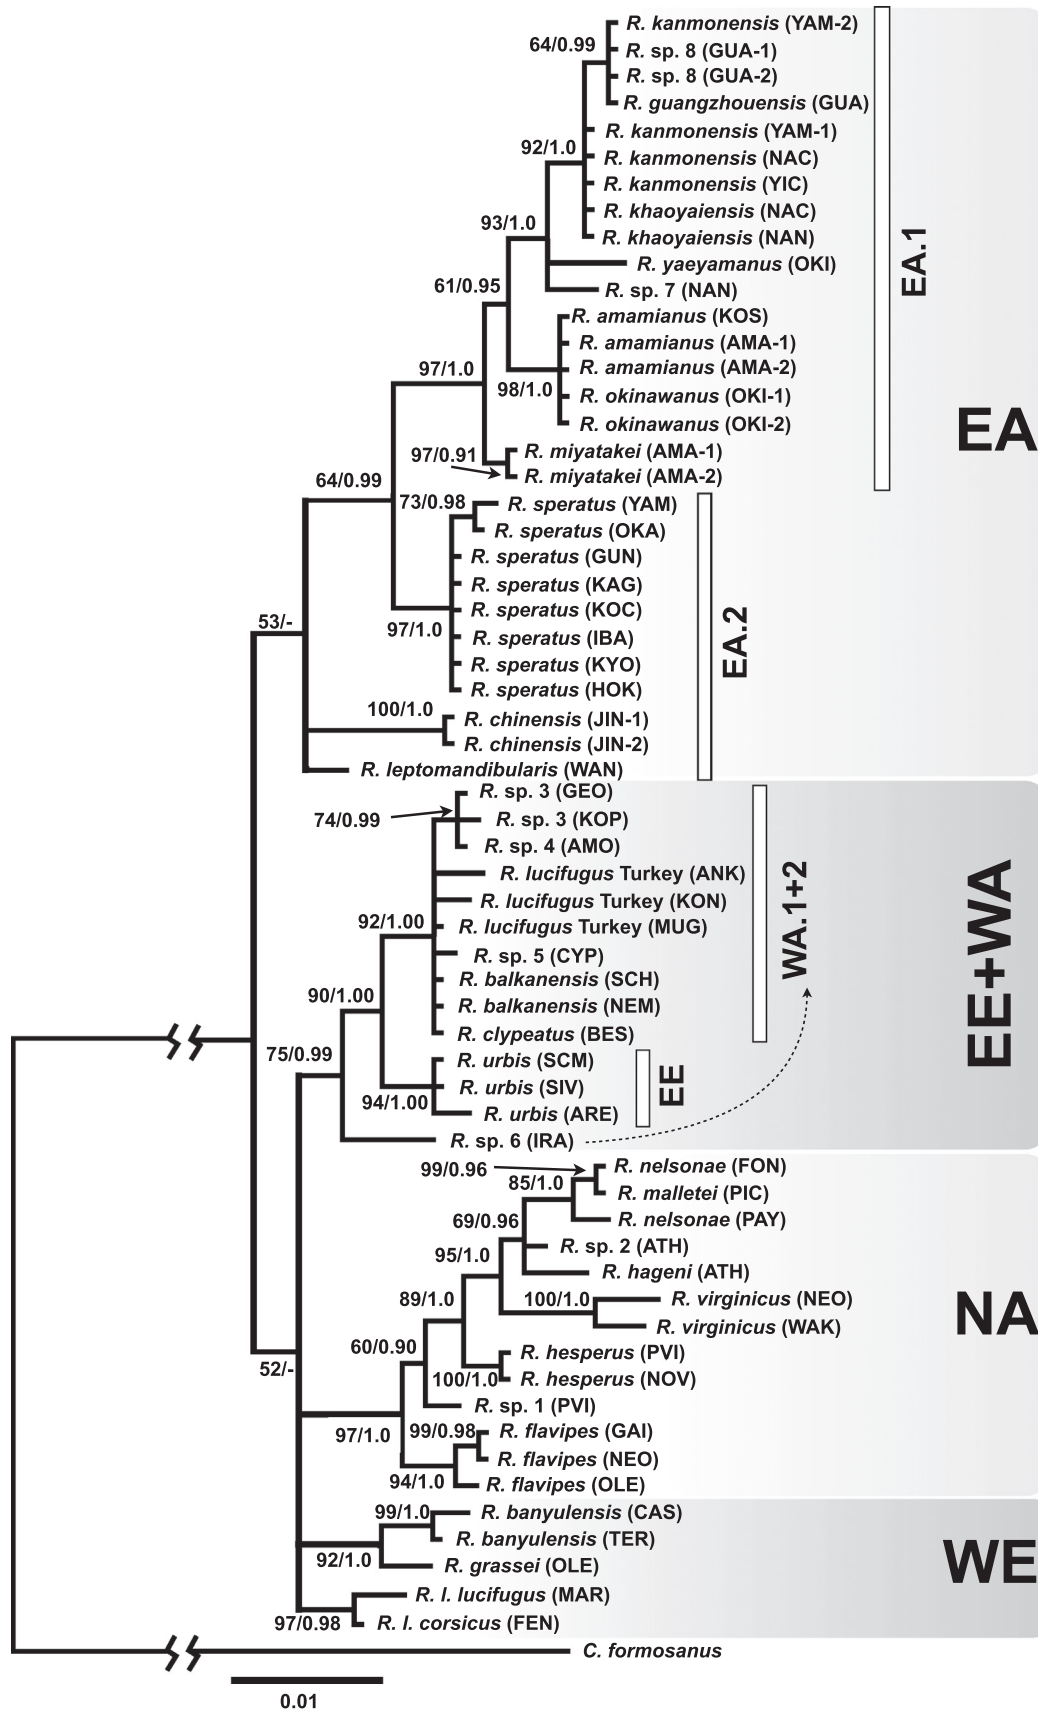 R. kanmonensis (YAM-2)
64/0.99
R. sp. 8 (GUA-1)
R. sp. 8 (GUA-2)
R. guangzhouensis (GUA)
R. kanmonensis (YAM-1)
92/1.0
R. kanmonensis (NAC)
R. kanmonensis (YIC)
R. khaoyaiensis (NAC)
93/1.0
R. khaoyaiensis (NAN)
EA.1
R. yaeyamanus (OKI)
61/0.95
R. sp. 7 (NAN)
R. amamianus (KOS)
R. amamianus (AMA-1)
97/1.0
R. amamianus (AMA-2)
98/1.0
R. okinawanus (OKI-1)
R. okinawanus (OKI-2)
EA
97/0.91
R. miyatakei (AMA-1)
R. miyatakei (AMA-2)
64/0.99
73/0.98
R. speratus (YAM)
R. speratus (OKA)
R. speratus (GUN)
R. speratus (KAG)
R. speratus (KOC)
53/-
97/1.0
R. speratus (IBA)
EA.2
R. speratus (KYO)
R. speratus (HOK)
100/1.0
R. chinensis (JIN-1)
R. chinensis (JIN-2)
R. leptomandibularis (WAN)
R. sp. 3 (GEO)
74/0.99
R. sp. 3 (KOP)
R. sp. 4 (AMO)
R. lucifugus Turkey (ANK)
R. lucifugus Turkey (KON)
92/1.00
R. lucifugus Turkey (MUG)
WA.1+2
R. sp. 5 (CYP)
EE+WA
R. balkanensis (SCH)
90/1.00
R. balkanensis (NEM)
R. clypeatus (BES)
75/0.99
R. urbis (SCM)
R. urbis (SIV)
EE
94/1.00
R. urbis (ARE)
R. sp. 6 (IRA)
99/0.96
R. nelsonae (FON)
85/1.0
R. malletei (PIC)
69/0.96
R. nelsonae (PAY)
R. sp. 2 (ATH)
95/1.0
R. hageni (ATH)
89/1.0
100/1.0
R. virginicus (NEO)
NA
R. virginicus (WAK)
60/0.90
R. hesperus (PVI)
52/-
100/1.0
R. hesperus (NOV)
R. sp. 1 (PVI)
97/1.0
99/0.98
R. flavipes (GAI)
R. flavipes (NEO)
94/1.0
R. flavipes (OLE)
99/1.0
R. banyulensis (CAS)
R. banyulensis (TER)
92/1.0
R. grassei (OLE)
WE
R. l. lucifugus (MAR)
97/0.98
R. l. corsicus (FEN)
C. formosanus
0.01